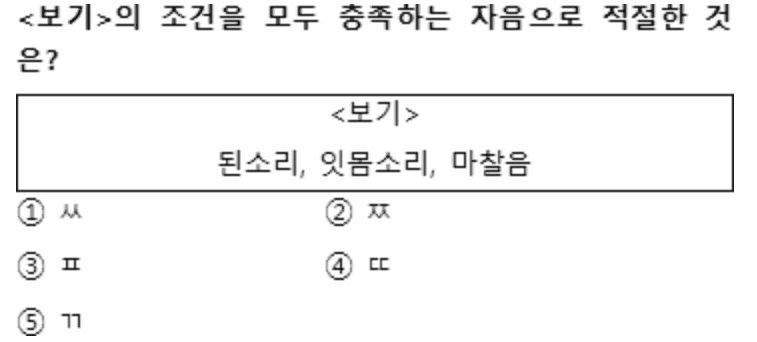 <보기>의 조건을 모두 충족하는 자음으로 적절한 것
은?
<보기>
된소리, 잇몸소리, 마찰음
① ㅆ ② ㅉ
③ ㅍ ④ ㄸ
⑤ ㄲ